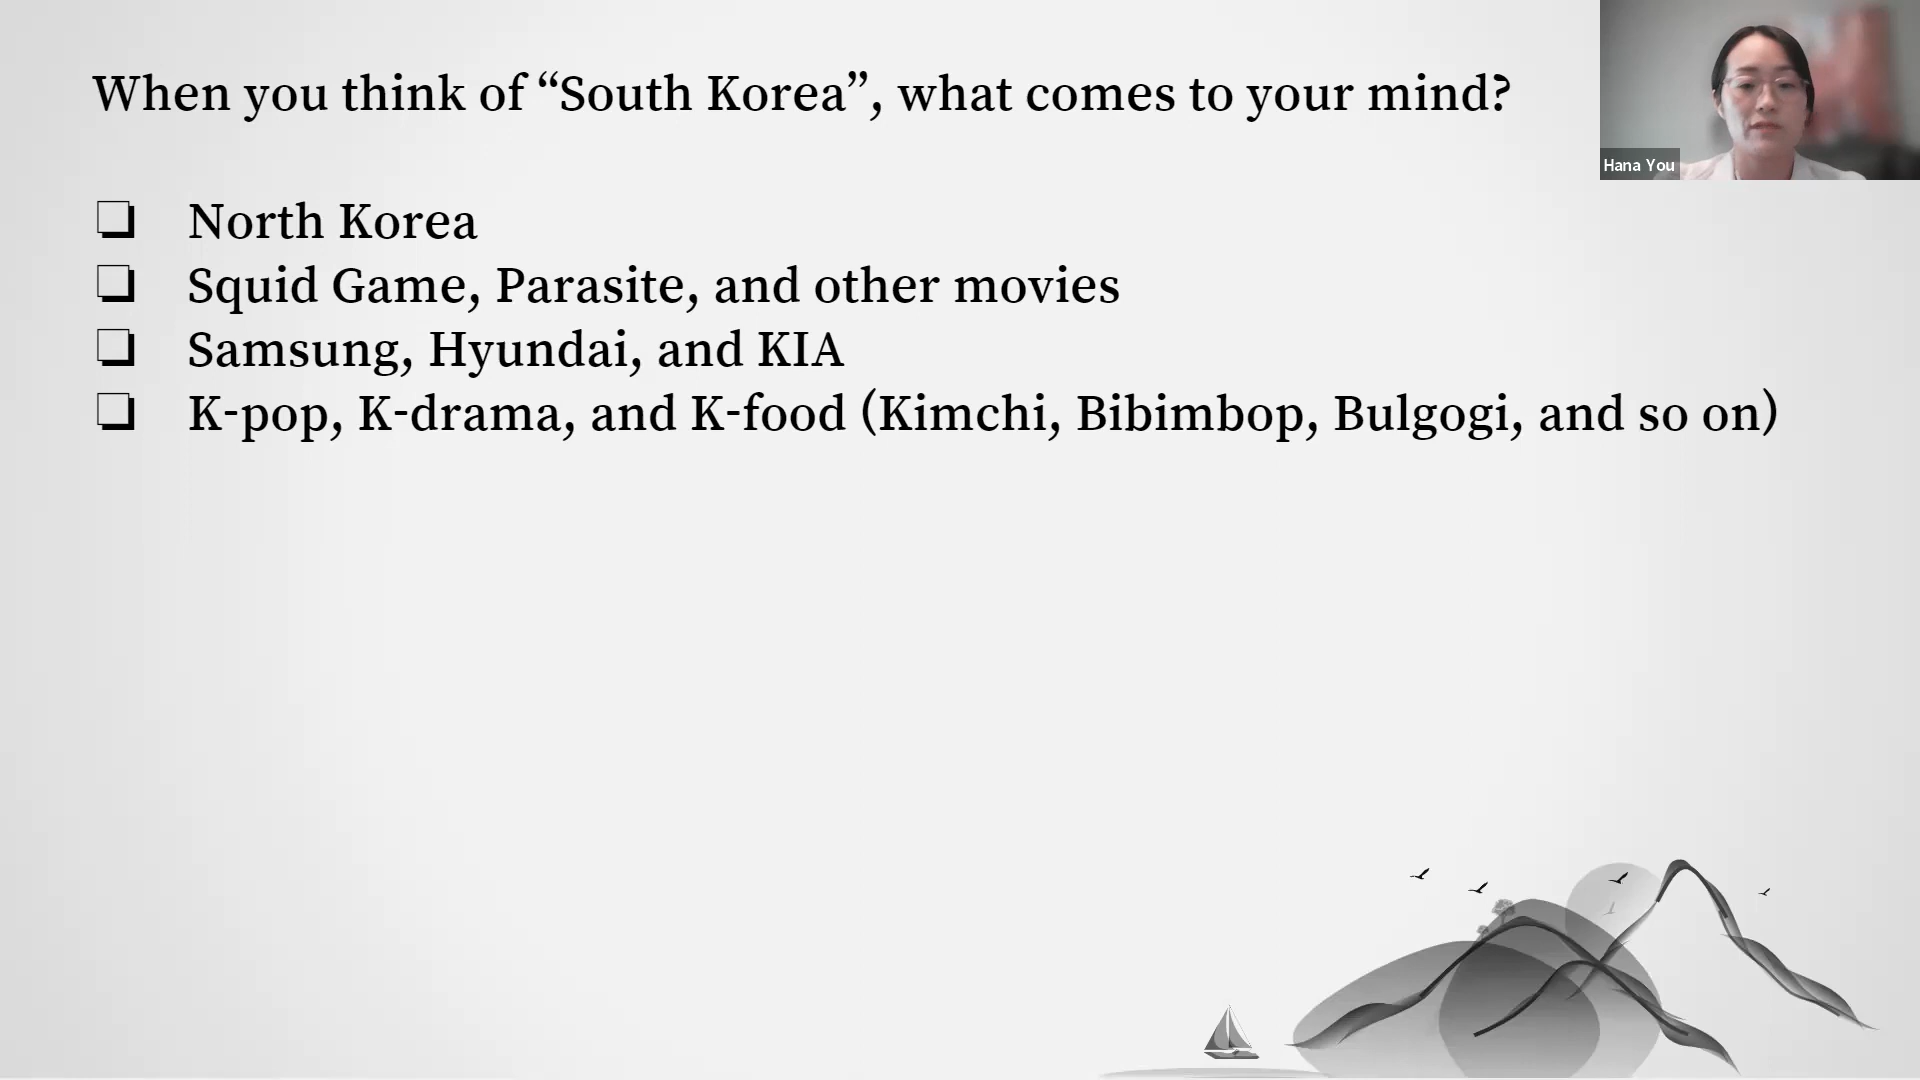 When you think of “South Korea”, what comes to your mind?
Hana You
❏ North Korea
❏ Squid Game, Parasite, and other movies
❏ Samsung, Hyundai, and KIA
❏ K-pop, K-drama, and K-food (Kimchi, Bibimbop, Bulgogi, and so on)